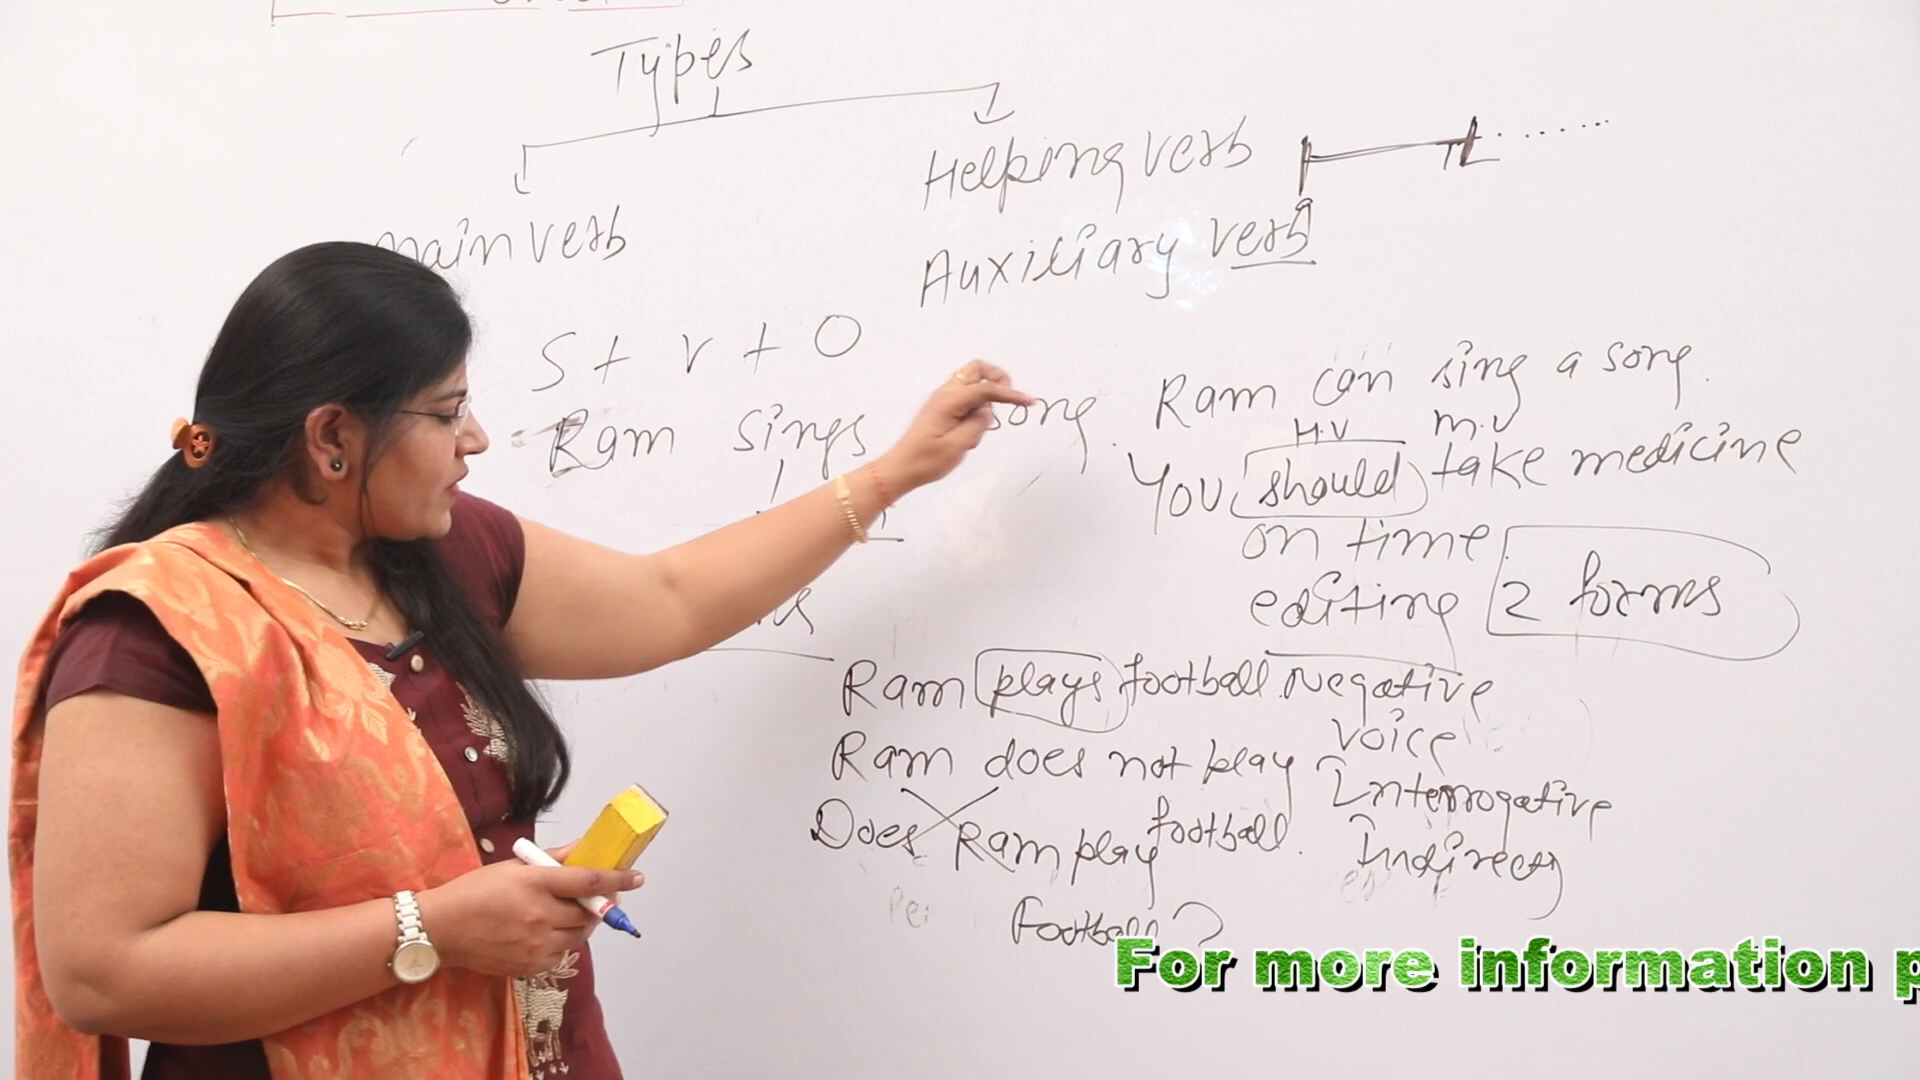 Types
main verb
Helping verb
Auxiliary verb
S + V + O
Ram sings song.
Ram can sing a song.
H.V m.v
You should take medicine
on time
editing 2 forms
Ram plays football. Negative
voice
Ram does not play
football.
Interrogative
Does Ram play
Indirect
football?
For more information p